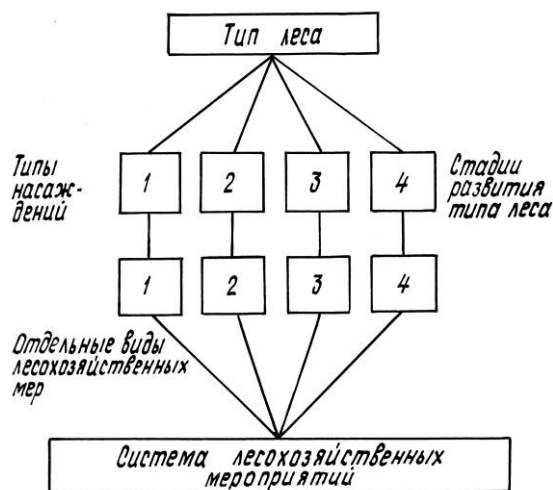 Тип леса
Типы
насаж-
дений
1 2 3 4
Стадии
развития
типа леса
1 2 3 4
Отдельные виды
лесохозяйственных
мер
Система лесохозяйственных
мероприятий